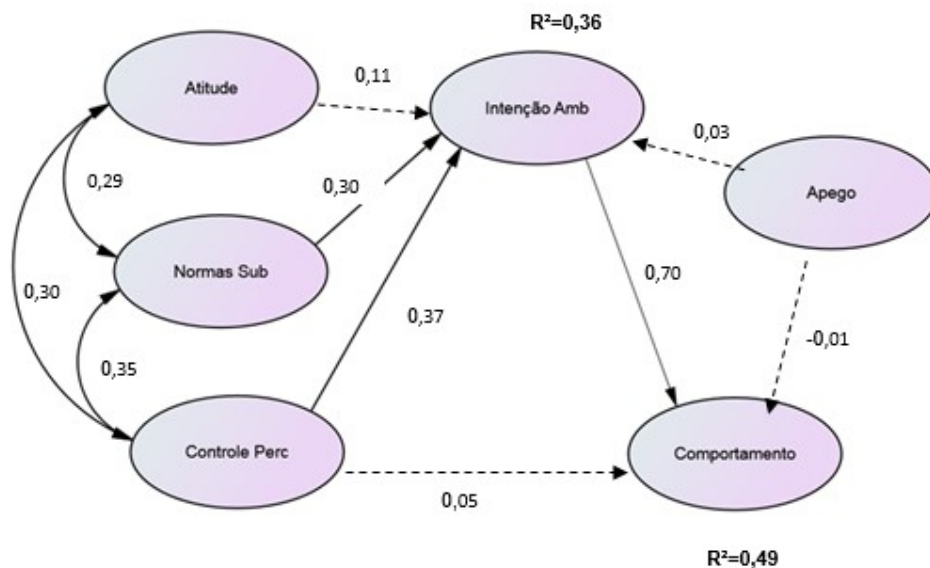 R²=0,36
Atitude
0,11
Intenção Amb
0,03
0,29
0,30
Apego
Normas Sub
0,30
0,70
0,37
-0,01
0,35
Controle Perc
Comportamento
0,05
R²=0,49